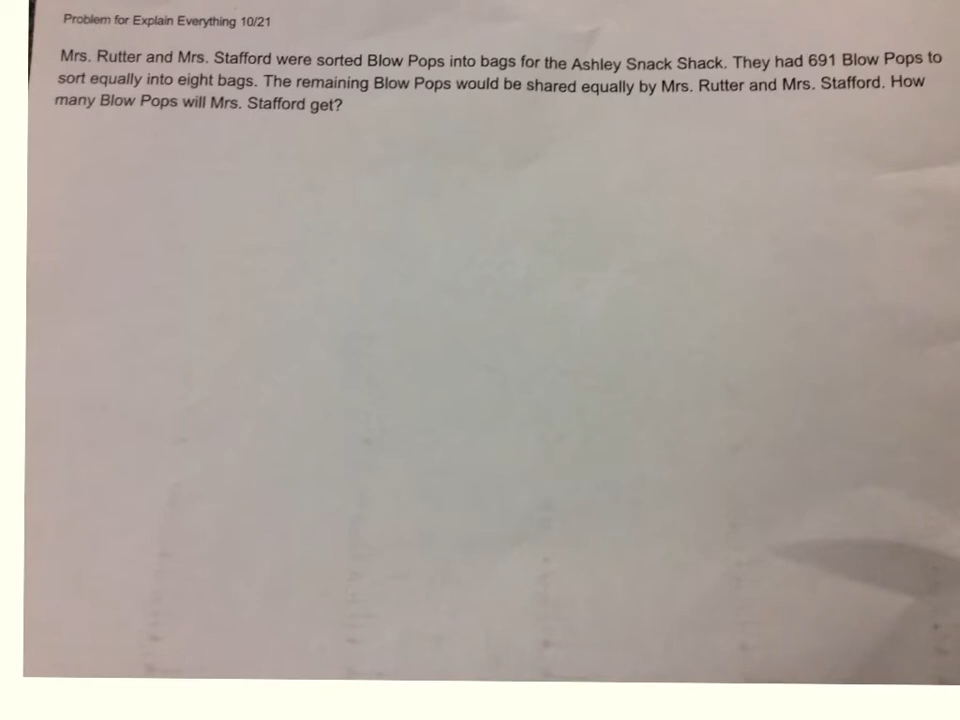 Problem for Explain Everything 10/21
Mrs. Rutter and Mrs. Stafford were sorted Blow Pops into bags for the Ashley Snack Shack. They had 691 Blow Pops to
sort equally into eight bags. The remaining Blow Pops would be shared equally by Mrs. Rutter and Mrs. Stafford. How
many Blow Pops will Mrs. Stafford get?